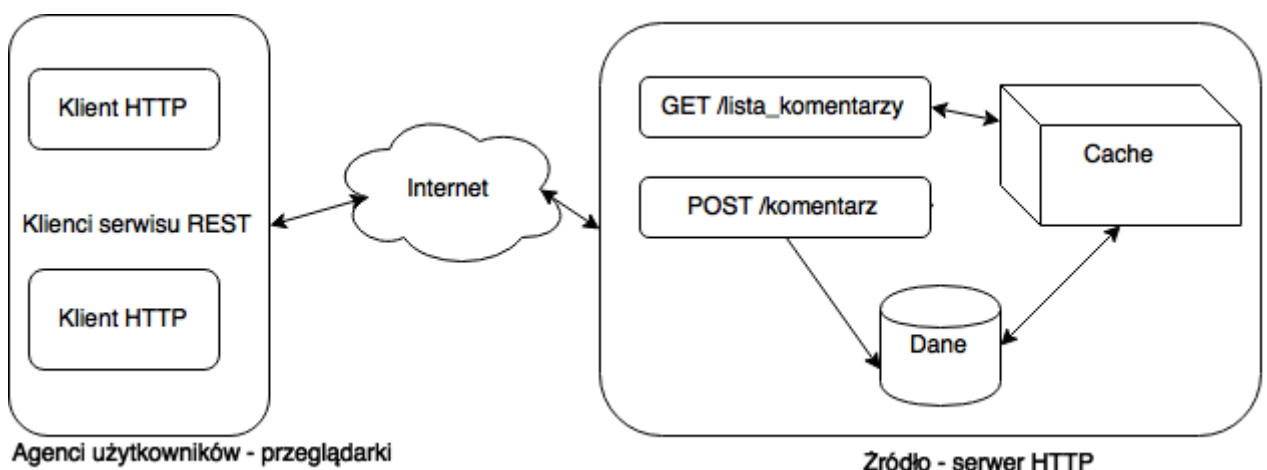 Klient HTTP
Klienci serwisu REST
Klient HTTP
Agenci użytkowników - przeglądarki
Internet
GET /lista_komentarzy
POST /komentarz
Cache
Dane
Źródło - serwer HTTP